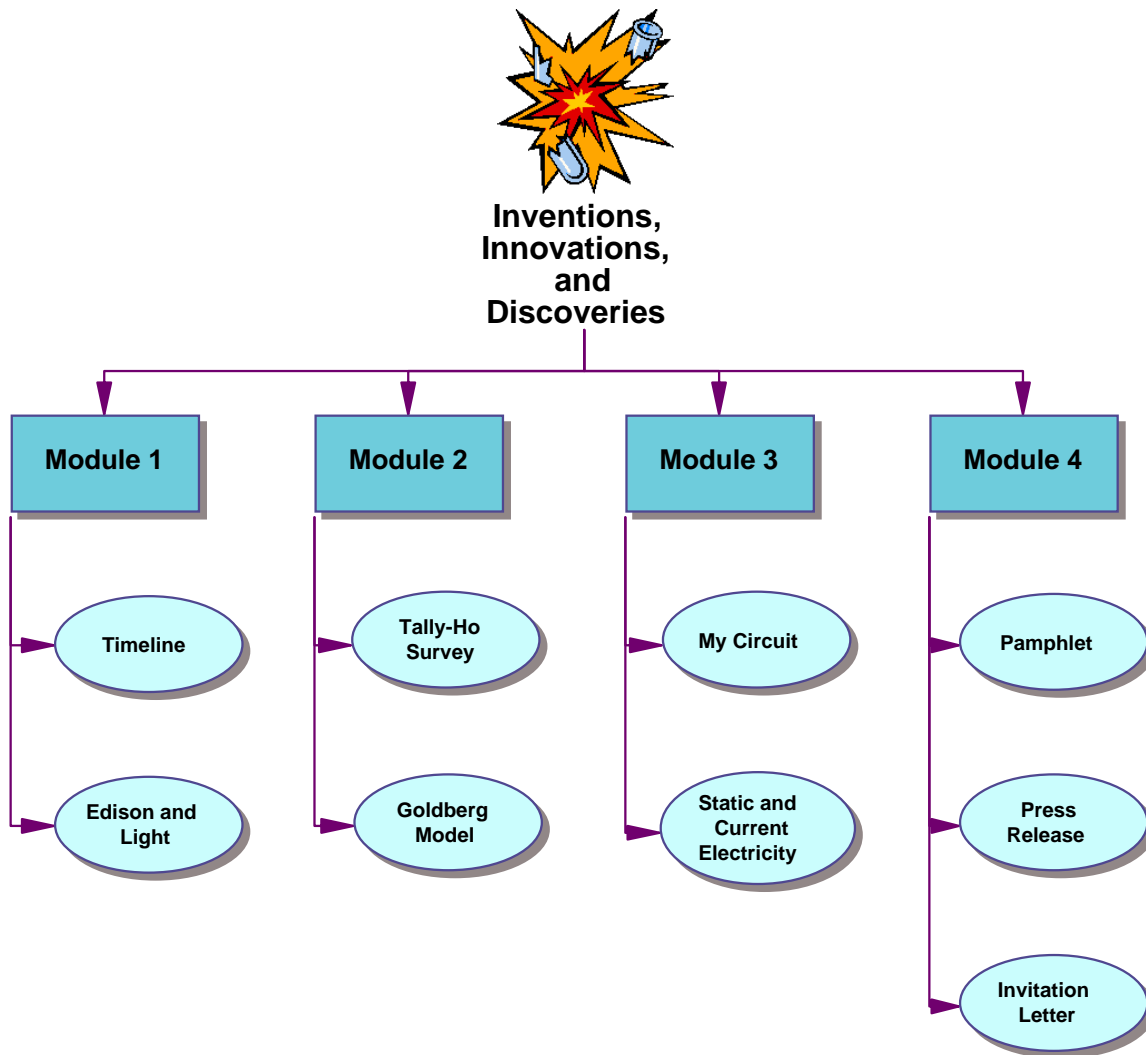 Inventions,
Innovations,
and
Discoveries
Module 1
Module 2
Module 3
Module 4
Timeline
Tally-Ho
Survey
My Circuit
Pamphlet
Edison and
Light
Goldberg
Model
Static and
Current
Electricity
Press
Release
Invitation
Letter